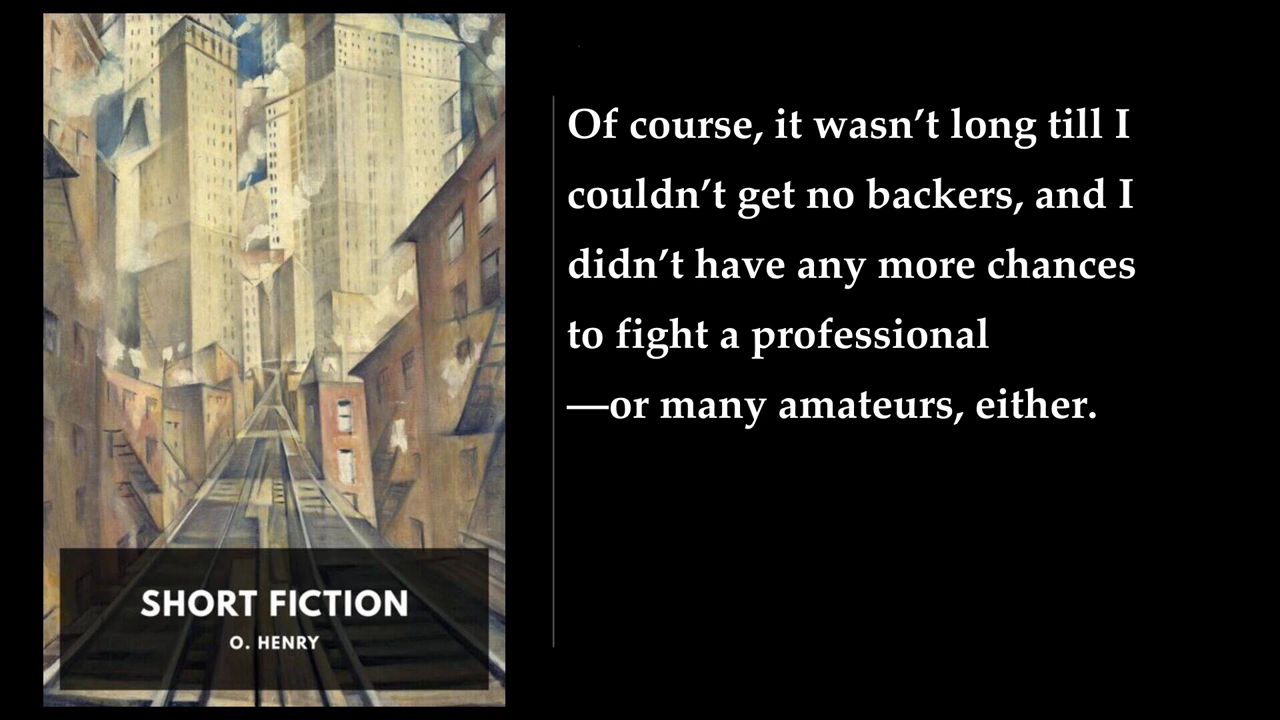 SHORT FICTION
O. HENRY
Of course, it wasn’t long till I
couldn’t get no backers, and I
didn’t have any more chances
to fight a professional
—or many amateurs, either.